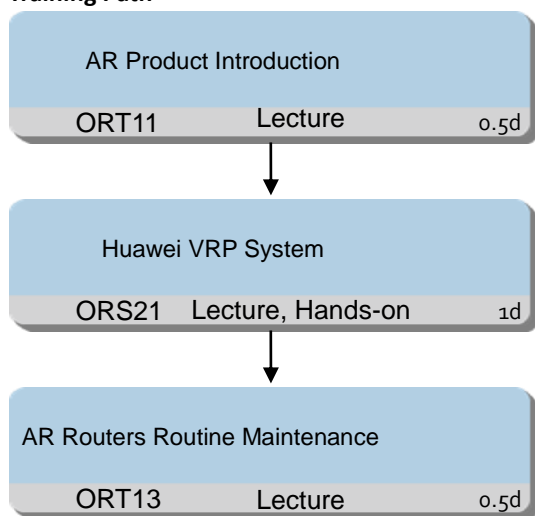 Training Path
AR Product Introduction
ORT11 Lecture 0.5d
Huawei VRP System
ORS21 Lecture, Hands-on 1d
AR Routers Routine Maintenance
ORT13 Lecture 0.5d